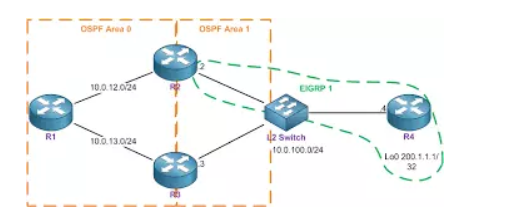 OSPF Area 0
OSPF Area 1
.2
R2
EIGRP 1
10.0.12.0/24
.4
R1
L2 Switch
R4
10.0.13.0/24
10.0.100.0/24
Lo0 200.1.1.1/
32
.3
R3